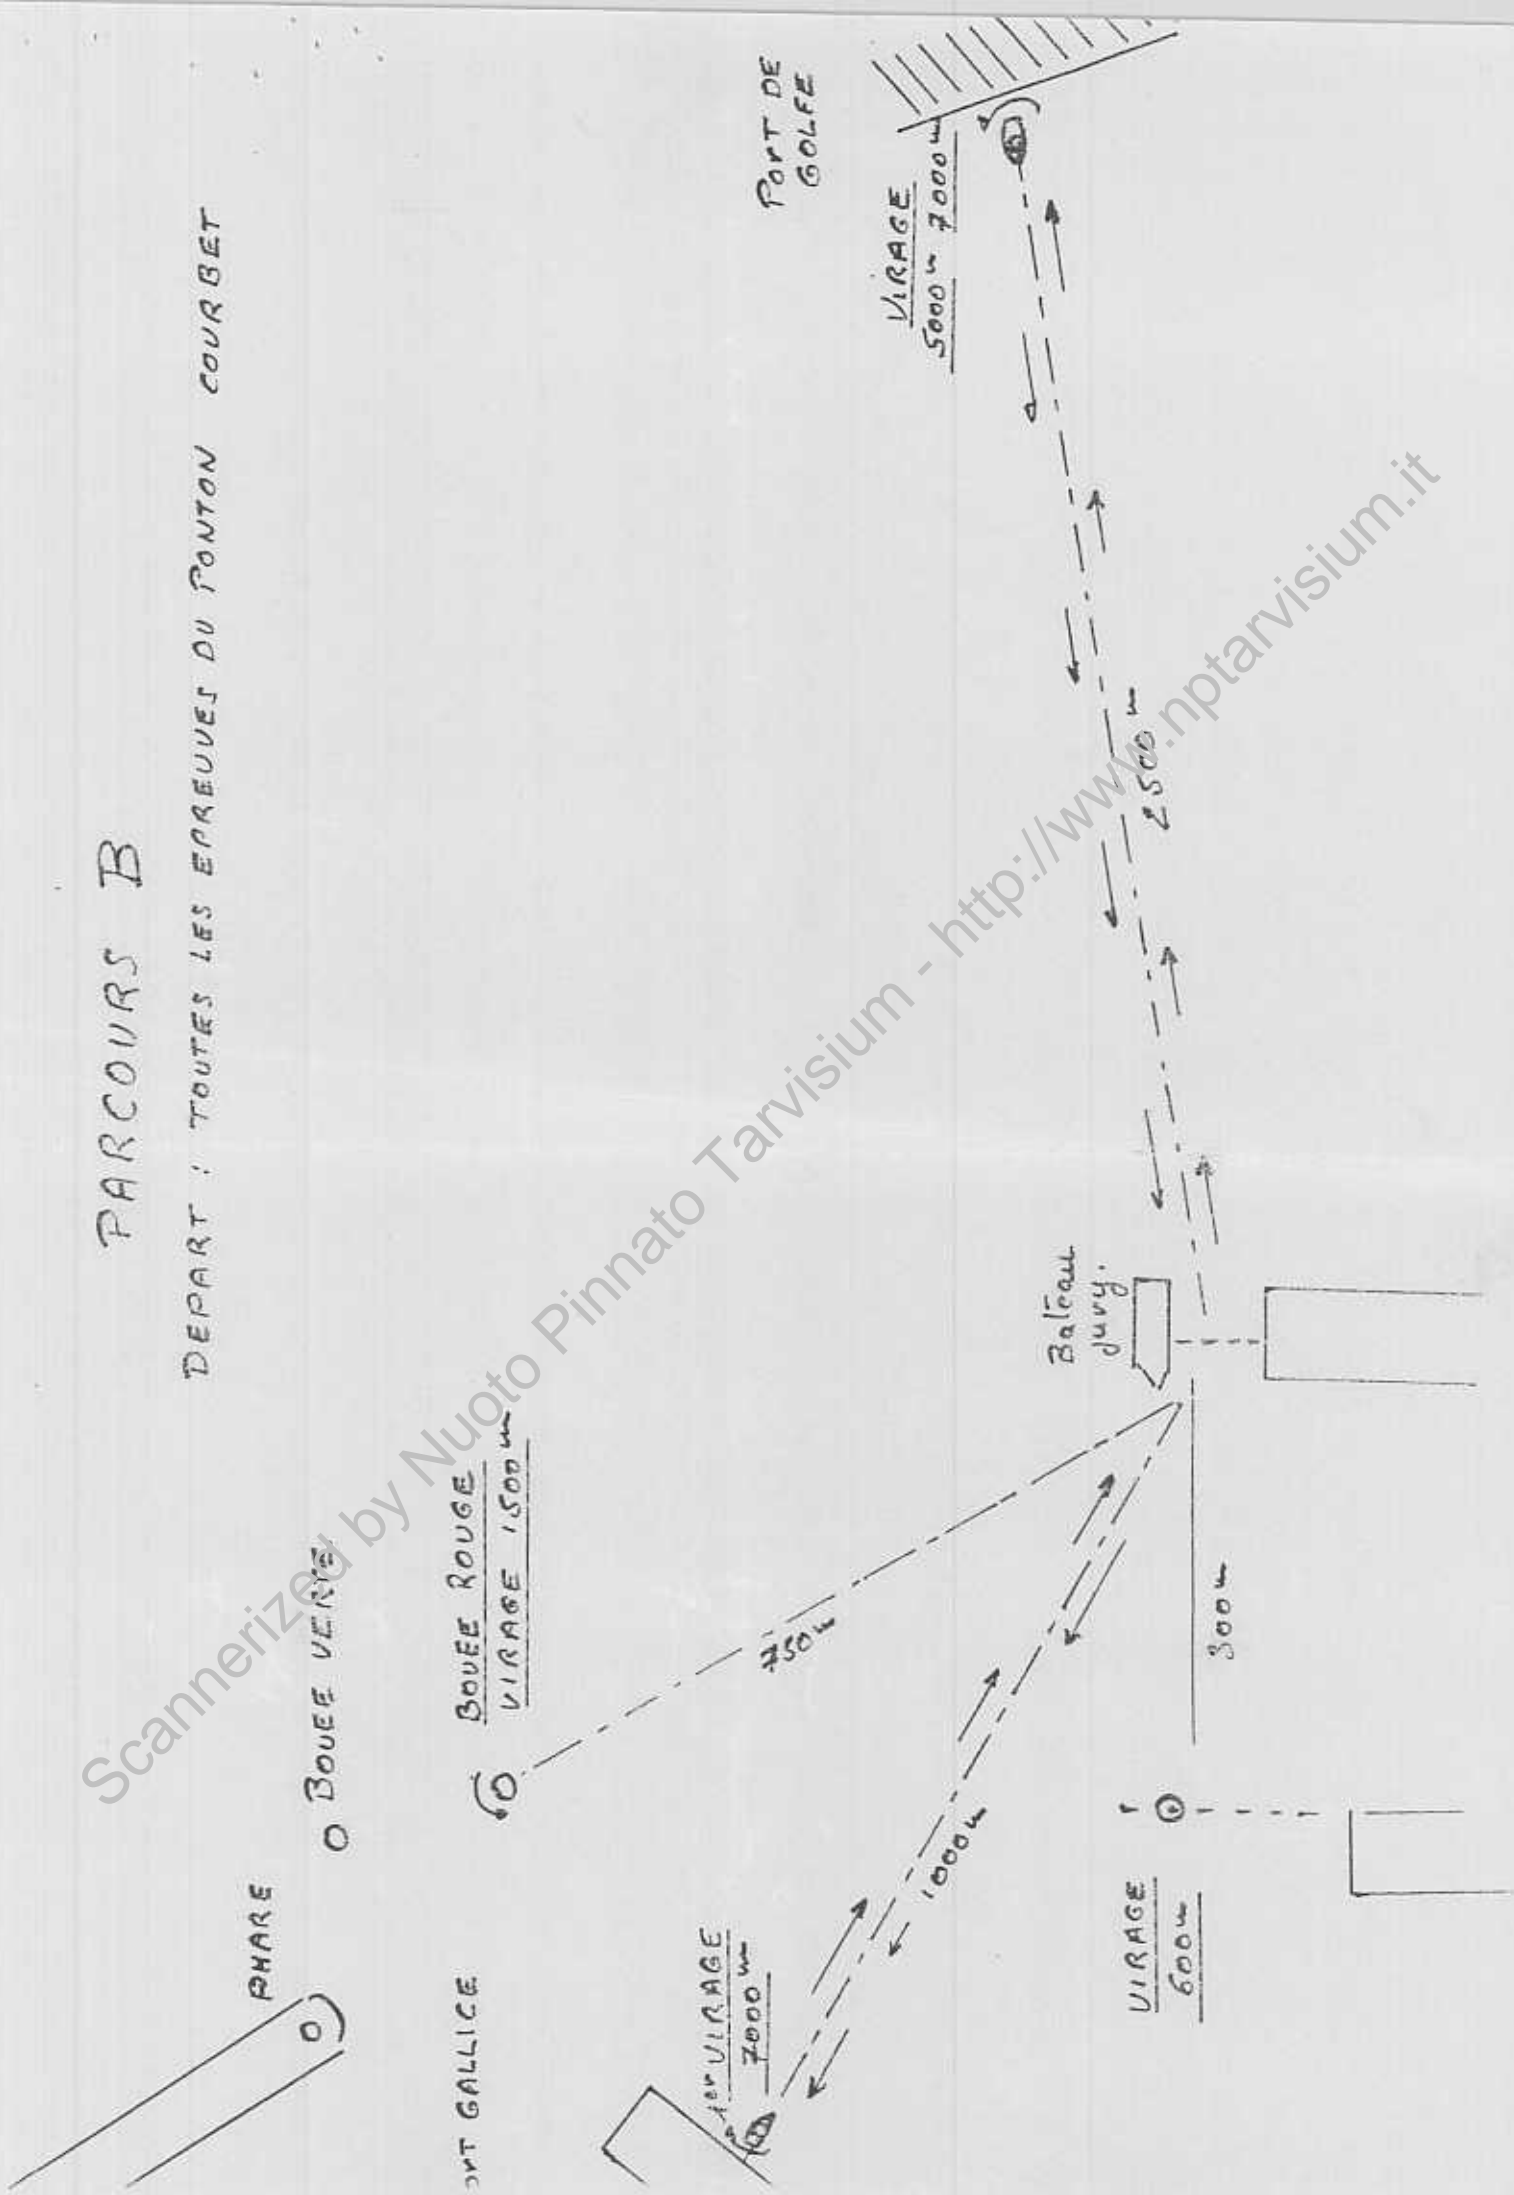 PARCOURS B
DEPART : TOUTES LES EPREUVES DU PONTON COURBET
PHARE
BOUEE VERTE
BOUEE ROUGE
VIRAGE 1500m
ORT GALLICE
1er VIRAGE
7000m
750m
1000m
VIRAGE
600m
300m
Bateau
jury.
2500m
PORT DE
GOLFE
VIRAGE
5000m 7000m
Scannerized by Nuoto Pinnato Tarvisium - http://www.nptarvisium.it